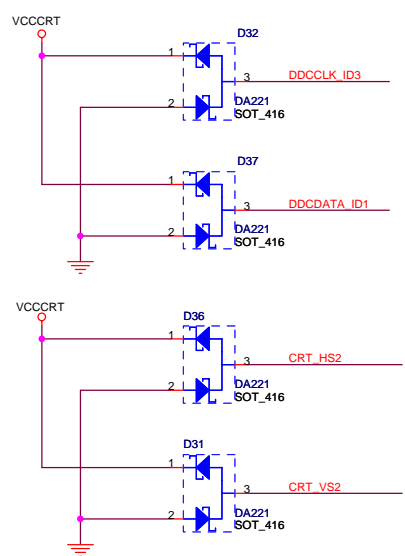 VCCCRT
D32
1
3
DDCCLK_ID3
2
DA221
SOT_416
D37
1
3
DDCDATA_ID1
2
DA221
SOT_416
VCCCRT
D36
1
3
CRT_HS2
2
DA221
SOT_416
D31
1
3
CRT_VS2
2
DA221
SOT_416